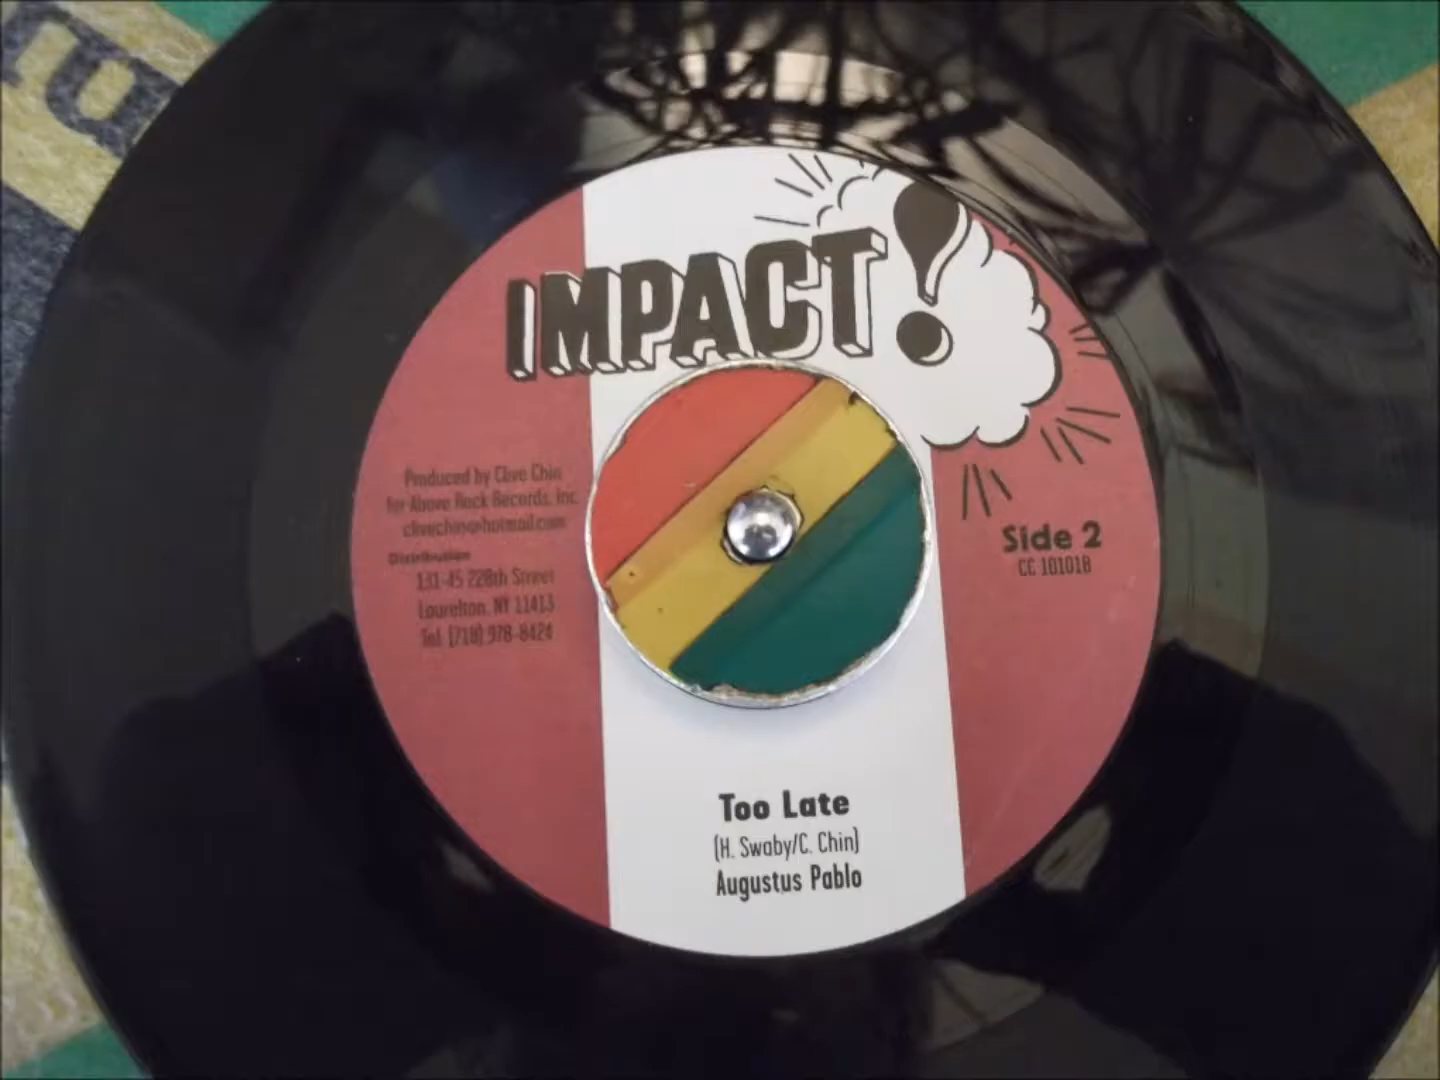 IMPACT!
Produced by Clive Chin
for Above Rock Records, Inc.
clivechin@hotmail.com
Distribution
131-45 228th Street
Laurelton, NY 11413
Tel. (718) 978-8424
Side 2
CC 101018
Too Late
(H. Swaby/C. Chin)
Augustus Pablo